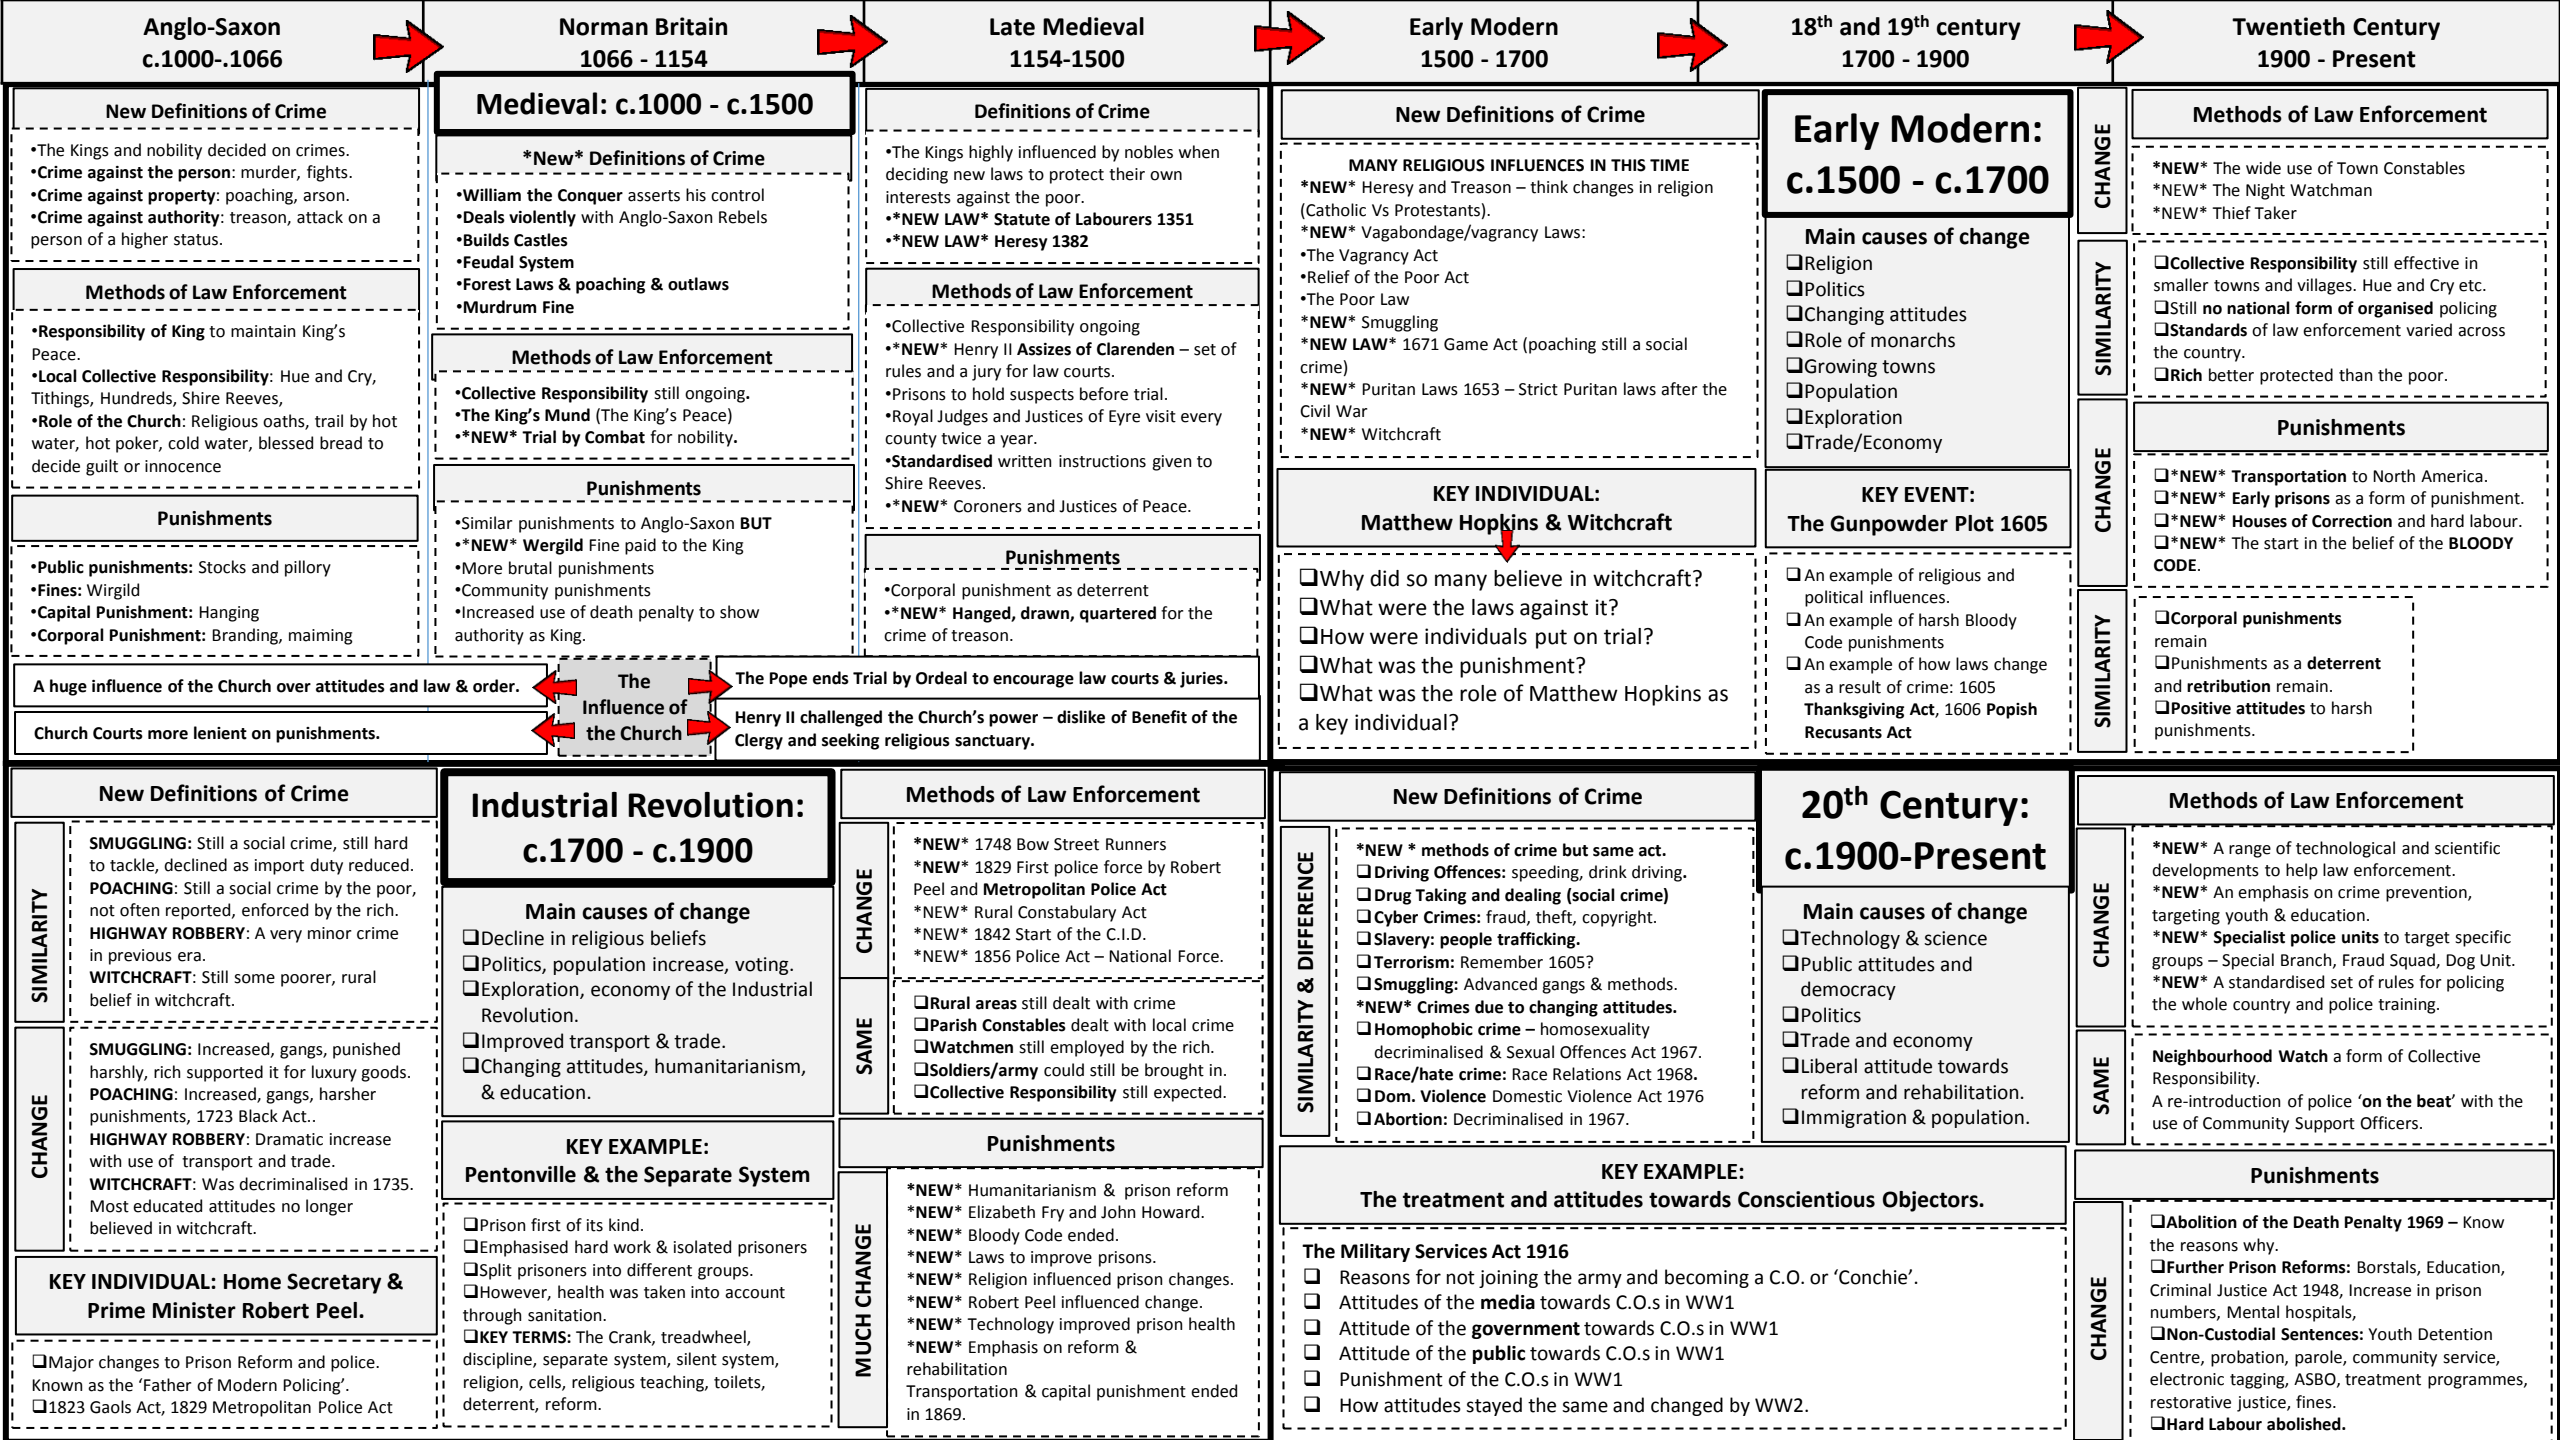 Anglo-Saxon
c.1000-.1066
Norman Britain
1066 - 1154
Late Medieval
1154-1500
Early Modern
1500 - 1700
18th and 19th century
1700 - 1900
Twentieth Century
1900 - Present
Medieval: c.1000 - c.1500
New Definitions of Crime
•The Kings and nobility decided on crimes.
•Crime against the person: murder, fights.
•Crime against property: poaching, arson.
•Crime against authority: treason, attack on a
person of a higher status.
Methods of Law Enforcement
•Responsibility of King to maintain King's
Peace.
•Local Collective Responsibility: Hue and Cry,
Tithings, Hundreds, Shire Reeves,
•Role of the Church: Religious oaths, trail by hot
water, hot poker, cold water, blessed bread to
decide guilt or innocence
Punishments
•Public punishments: Stocks and pillory
•Fines: Wirgild
•Capital Punishment: Hanging
•Corporal Punishment: Branding, maiming
*New* Definitions of Crime
•William the Conquer asserts his control
•Deals violently with Anglo-Saxon Rebels
•Builds Castles
•Feudal System
•Forest Laws & poaching & outlaws
•Murdrum Fine
Methods of Law Enforcement
•Collective Responsibility still ongoing.
•The King's Mund (The King's Peace)
•*NEW* Trial by Combat for nobility.
Punishments
•Similar punishments to Anglo-Saxon BUT
•*NEW* Wergild Fine paid to the King
•More brutal punishments
•Community punishments
•Increased use of death penalty to show
authority as King.
Definitions of Crime
•The Kings highly influenced by nobles when
deciding new laws to protect their own
interests against the poor.
•*NEW LAW* Statute of Labourers 1351
•*NEW LAW* Heresy 1382
Methods of Law Enforcement
•Collective Responsibility ongoing
•*NEW* Henry II Assizes of Clarenden – set of
rules and a jury for law courts.
•Prisons to hold suspects before trial.
•Royal Judges and Justices of Eyre visit every
county twice a year.
•Standardised written instructions given to
Shire Reeves.
•*NEW* Coroners and Justices of Peace.
Punishments
•Corporal punishment as deterrent
•*NEW* Hanged, drawn, quartered for the
crime of treason.
A huge influence of the Church over attitudes and law & order.
Church Courts more lenient on punishments.
The
Influence of
the Church
The Pope ends Trial by Ordeal to encourage law courts & juries.
Henry II challenged the Church's power – dislike of Benefit of the
Clergy and seeking religious sanctuary.
New Definitions of Crime
MANY RELIGIOUS INFLUENCES IN THIS TIME
*NEW* Heresy and Treason – think changes in religion
(Catholic Vs Protestants).
*NEW* Vagabondage/vagrancy Laws:
•The Vagrancy Act
•Relief of the Poor Act
•The Poor Law
*NEW* Smuggling
*NEW LAW* 1671 Game Act (poaching still a social
crime)
*NEW* Puritan Laws 1653 – Strict Puritan laws after the
Civil War
*NEW* Witchcraft
KEY INDIVIDUAL:
Matthew Hopkins & Witchcraft
❑Why did so many believe in witchcraft?
❑What were the laws against it?
❑How were individuals put on trial?
❑What was the punishment?
❑What was the role of Matthew Hopkins as
a key individual?
Early Modern:
c.1500 - c.1700
Main causes of change
❑Religion
❑Politics
❑Changing attitudes
❑Role of monarchs
❑Growing towns
❑Population
❑Exploration
❑Trade/Economy
KEY EVENT:
The Gunpowder Plot 1605
❑An example of religious and
political influences.
❑An example of harsh Bloody
Code punishments
❑An example of how laws change
as a result of crime: 1605
Thanksgiving Act, 1606 Popish
Recusants Act
Methods of Law Enforcement
CHANGE
*NEW* The wide use of Town Constables
*NEW* The Night Watchman
*NEW* Thief Taker
SIMILARITY
❑Collective Responsibility still effective in
smaller towns and villages. Hue and Cry etc.
❑Still no national form of organised policing
❑Standards of law enforcement varied across
the country.
❑Rich better protected than the poor.
Punishments
CHANGE
❑*NEW* Transportation to North America.
❑*NEW* Early prisons as a form of punishment.
❑*NEW* Houses of Correction and hard labour.
❑*NEW* The start in the belief of the BLOODY
CODE.
SIMILARITY
❑Corporal punishments
remain
❑Punishments as a deterrent
and retribution remain.
❑Positive attitudes to harsh
punishments.
New Definitions of Crime
SIMILARITY
SMUGGLING: Still a social crime, still hard
to tackle, declined as import duty reduced.
POACHING: Still a social crime by the poor,
not often reported, enforced by the rich.
HIGHWAY ROBBERY: A very minor crime
in previous era.
WITCHCRAFT: Still some poorer, rural
belief in witchcraft.
CHANGE
SMUGGLING: Increased, gangs, punished
harshly, rich supported it for luxury goods.
POACHING: Increased, gangs, harsher
punishments, 1723 Black Act..
HIGHWAY ROBBERY: Dramatic increase
with use of transport and trade.
WITCHCRAFT: Was decriminalised in 1735.
Most educated attitudes no longer
believed in witchcraft.
KEY INDIVIDUAL: Home Secretary &
Prime Minister Robert Peel.
❑Major changes to Prison Reform and police.
Known as the 'Father of Modern Policing'.
❑1823 Gaols Act, 1829 Metropolitan Police Act
Industrial Revolution:
c.1700 - c.1900
Main causes of change
❑Decline in religious beliefs
❑Politics, population increase, voting.
❑Exploration, economy of the Industrial
Revolution.
❑Improved transport & trade.
❑Changing attitudes, humanitarianism,
& education.
KEY EXAMPLE:
Pentonville & the Separate System
❑Prison first of its kind.
❑Emphasised hard work & isolated prisoners
❑Split prisoners into different groups.
❑However, health was taken into account
through sanitation.
❑KEY TERMS: The Crank, treadwheel,
discipline, separate system, silent system,
religion, cells, religious teaching, toilets,
deterrent, reform.
Methods of Law Enforcement
CHANGE
*NEW* 1748 Bow Street Runners
*NEW* 1829 First police force by Robert
Peel and Metropolitan Police Act
*NEW* Rural Constabulary Act
*NEW* 1842 Start of the C.I.D.
*NEW* 1856 Police Act – National Force.
SAME
❑Rural areas still dealt with crime
❑Parish Constables dealt with local crime
❑Watchmen still employed by the rich.
❑Soldiers/army could still be brought in.
❑Collective Responsibility still expected.
Punishments
MUCH CHANGE
*NEW* Humanitarianism & prison reform
*NEW* Elizabeth Fry and John Howard.
*NEW* Bloody Code ended.
*NEW* Laws to improve prisons.
*NEW* Religion influenced prison changes.
*NEW* Robert Peel influenced change.
*NEW* Technology improved prison health
*NEW* Emphasis on reform &
rehabilitation
Transportation & capital punishment ended
in 1869.
New Definitions of Crime
SIMILARITY & DIFFERENCE
*NEW * methods of crime but same act.
❑Driving Offences: speeding, drink driving.
❑Drug Taking and dealing (social crime)
❑Cyber Crimes: fraud, theft, copyright.
❑Slavery: people trafficking.
❑Terrorism: Remember 1605?
❑Smuggling: Advanced gangs & methods.
*NEW* Crimes due to changing attitudes.
❑Homophobic crime – homosexuality
decriminalised & Sexual Offences Act 1967.
❑Race/hate crime: Race Relations Act 1968.
❑Dom. Violence Domestic Violence Act 1976
❑Abortion: Decriminalised in 1967.
20th Century:
c.1900-Present
Main causes of change
❑Technology & science
❑Public attitudes and
democracy
❑Politics
❑Trade and economy
❑Liberal attitude towards
reform and rehabilitation.
❑Immigration & population.
KEY EXAMPLE:
The treatment and attitudes towards Conscientious Objectors.
The Military Services Act 1916
❑ Reasons for not joining the army and becoming a C.O. or 'Conchie'.
❑ Attitudes of the media towards C.O.s in WW1
❑ Attitude of the government towards C.O.s in WW1
❑ Attitude of the public towards C.O.s in WW1
❑ Punishment of the C.O.s in WW1
❑ How attitudes stayed the same and changed by WW2.
Methods of Law Enforcement
CHANGE
*NEW* A range of technological and scientific
developments to help law enforcement.
*NEW* An emphasis on crime prevention,
targeting youth & education.
*NEW* Specialist police units to target specific
groups – Special Branch, Fraud Squad, Dog Unit.
*NEW* A standardised set of rules for policing
the whole country and police training.
SAME
Neighbourhood Watch a form of Collective
Responsibility.
A re-introduction of police 'on the beat' with the
use of Community Support Officers.
Punishments
CHANGE
❑Abolition of the Death Penalty 1969 – Know
the reasons why.
❑Further Prison Reforms: Borstals, Education,
Criminal Justice Act 1948, Increase in prison
numbers, Mental hospitals,
❑Non-Custodial Sentences: Youth Detention
Centre, probation, parole, community service,
electronic tagging, ASBO, treatment programmes,
restorative justice, fines.
❑Hard Labour abolished.